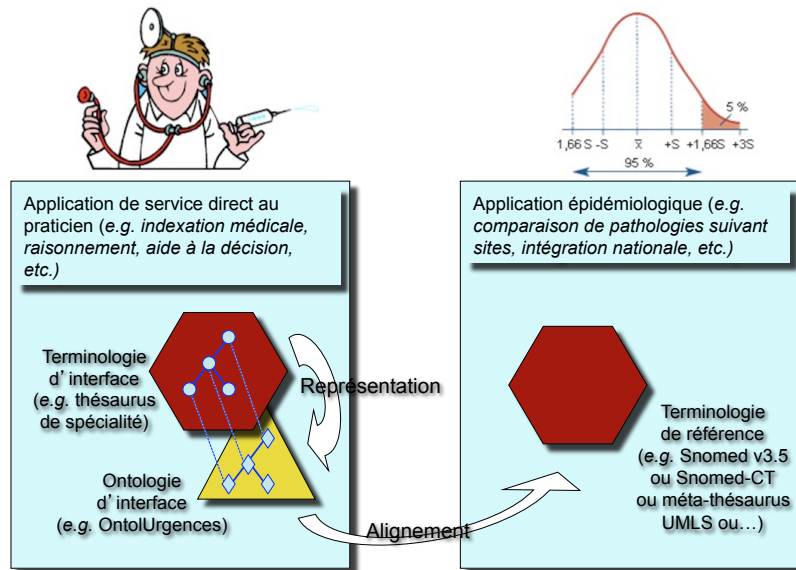 5 %
1,66 S -S x̅ +S +1,66S +3S
95 %
Application de service direct au
praticien (e.g. indexation médicale,
raisonnement, aide à la décision,
etc.)
Terminologie
d’interface
(e.g. thésaurus
de spécialité)
Ontologie
d’interface
(e.g. OntolUrgences)
Représentation
Alignement
Application épidémiologique (e.g.
comparaison de pathologies suivant
sites, intégration nationale, etc.)
Terminologie
de référence
(e.g. Snomed v3.5
ou Snomed-CT
ou méta-thésaurus
UMLS ou…)